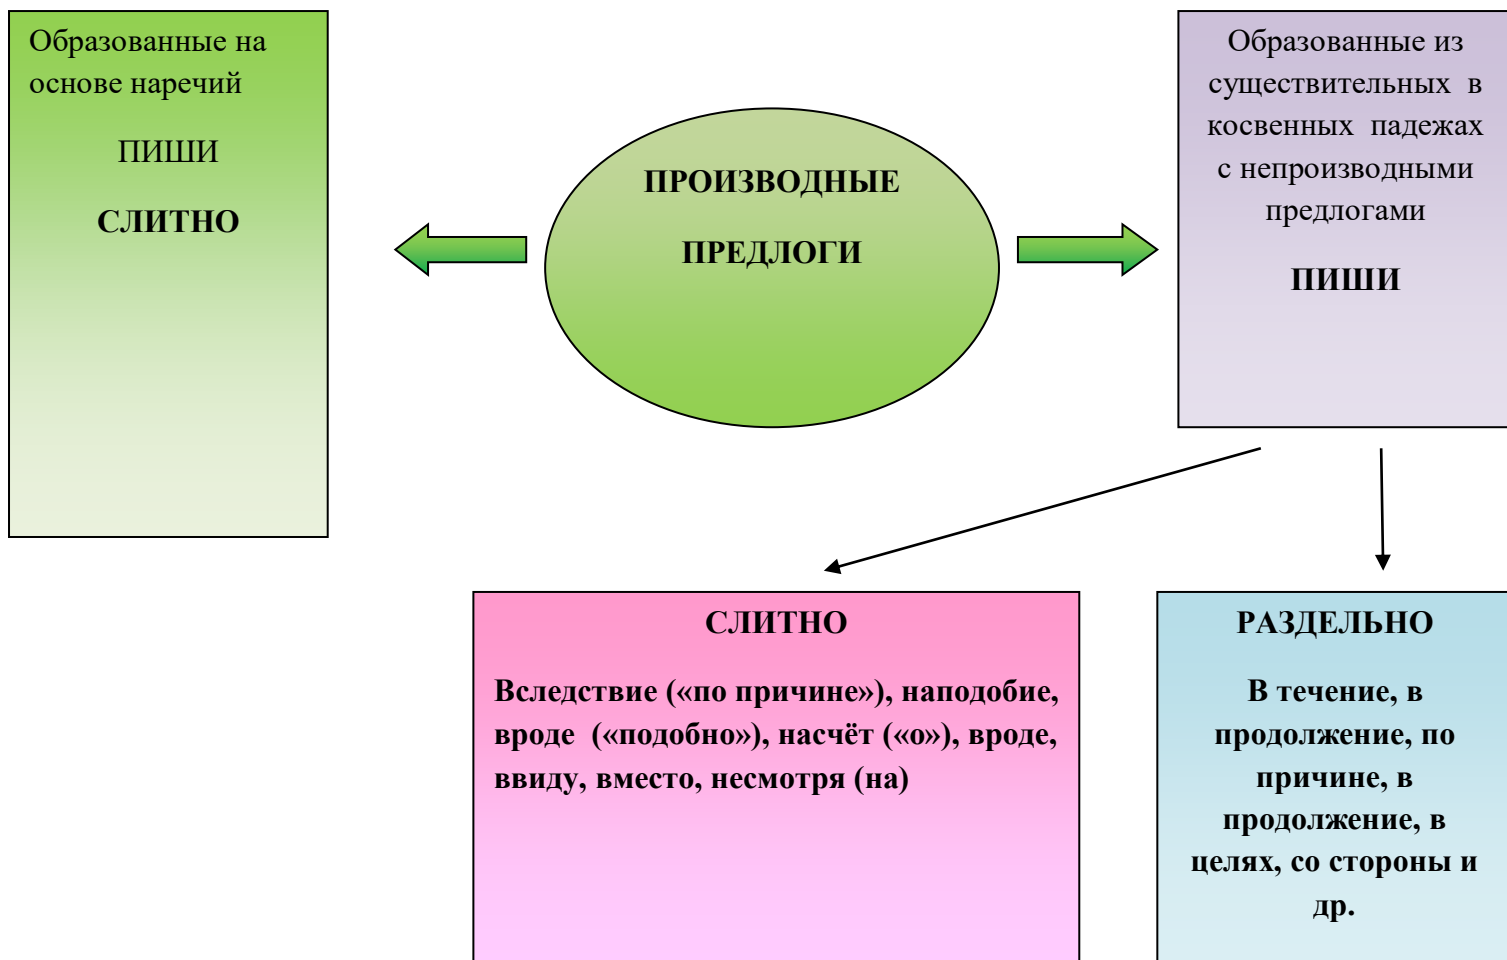 Образованные на
основе наречий
ПИШИ
СЛИТНО
ПРОИЗВОДНЫЕ
ПРЕДЛОГИ
Образованные из
существительных в
косвенных падежах
с непроизводными
предлогами
ПИШИ
СЛИТНО
Вследствие («по причине»), наподобие,
вроде («подобно»), насчёт («о»), вроде,
ввиду, вместо, несмотря (на)
РАЗДЕЛЬНО
В течение, в
продолжение, по
причине, в
продолжение, в
целях, со стороны и
др.